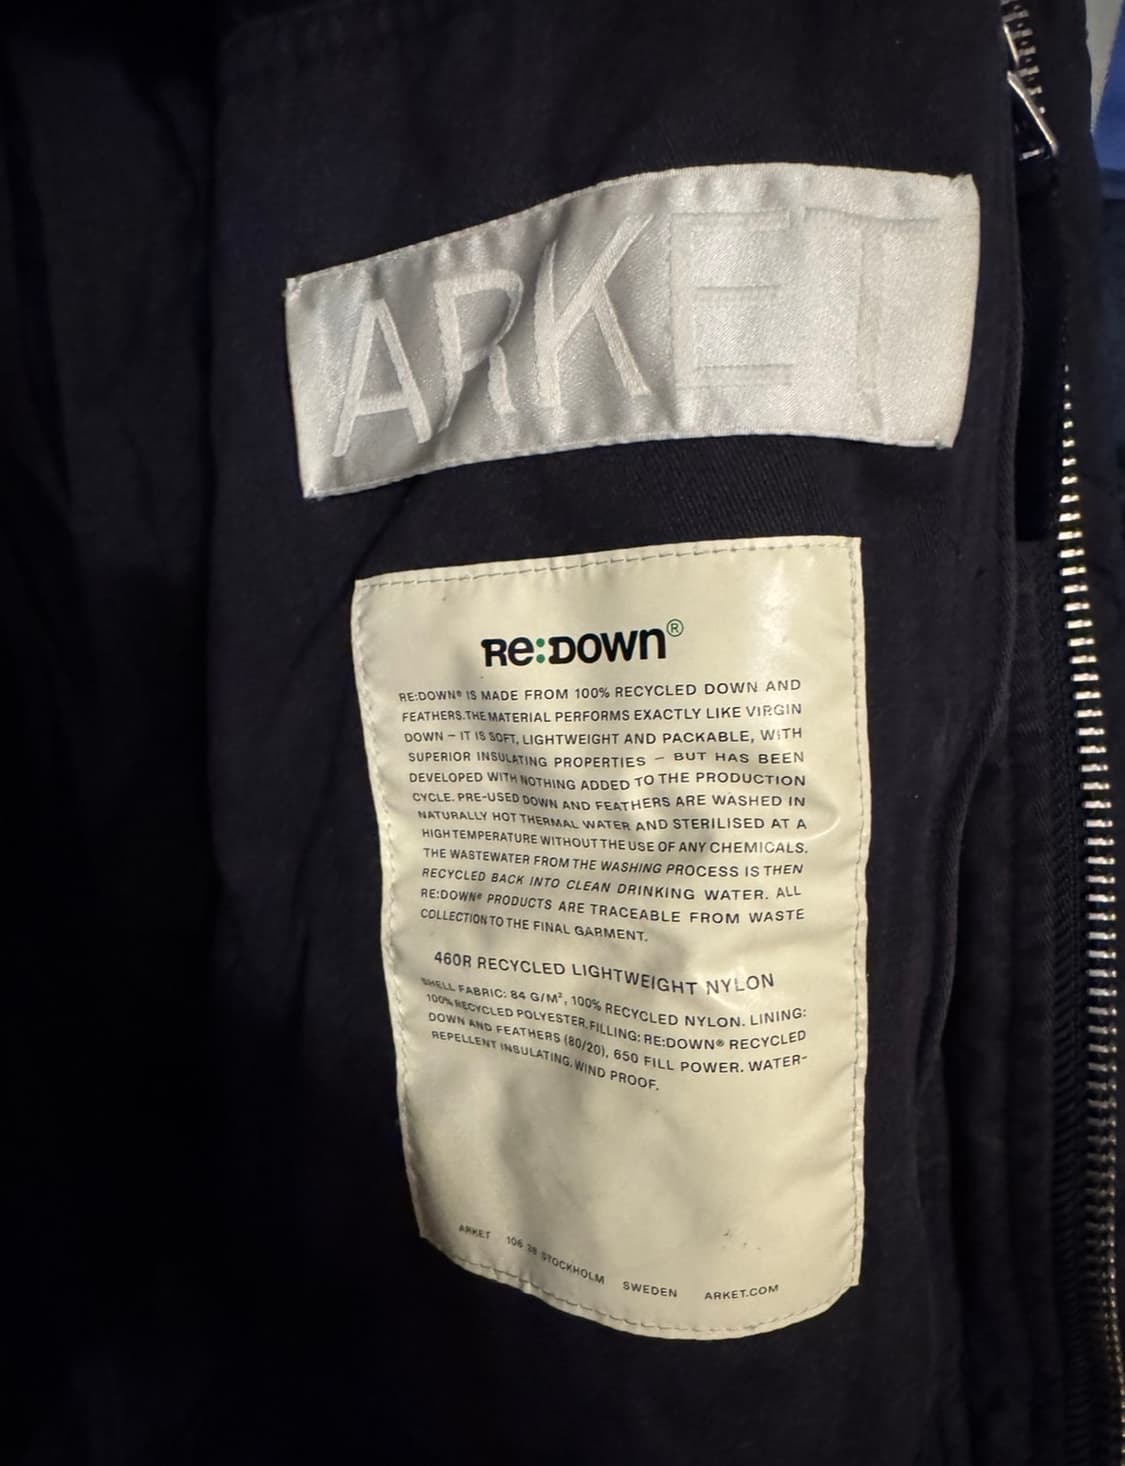 ARKET
Re:DOWN®
RE:DOWN® IS MADE FROM 100% RECYCLED DOWN AND
FEATHERS. THE MATERIAL PERFORMS EXACTLY LIKE VIRGIN
DOWN – IT IS SOFT, LIGHTWEIGHT AND PACKABLE, WITH
SUPERIOR INSULATING PROPERTIES – BUT HAS BEEN
DEVELOPED WITH NOTHING ADDED TO THE PRODUCTION
CYCLE. PRE-USED DOWN AND FEATHERS ARE WASHED IN
NATURALLY HOT THERMAL WATER AND STERILISED AT A
HIGH TEMPERATURE WITHOUT THE USE OF ANY CHEMICALS.
THE WASTEWATER FROM THE WASHING PROCESS IS THEN
RECYCLED BACK INTO CLEAN DRINKING WATER. ALL
RE:DOWN® PRODUCTS ARE TRACEABLE FROM WASTE
COLLECTION TO THE FINAL GARMENT.
460R RECYCLED LIGHTWEIGHT NYLON
SHELL FABRIC: 84 G/M², 100% RECYCLED NYLON. LINING:
100% RECYCLED POLYESTER. FILLING: RE:DOWN® RECYCLED
DOWN AND FEATHERS (80/20), 650 FILL POWER. WATER-
REPELLENT INSULATING. WIND PROOF.
ARKET 106 38 STOCKHOLM SWEDEN ARKET.COM